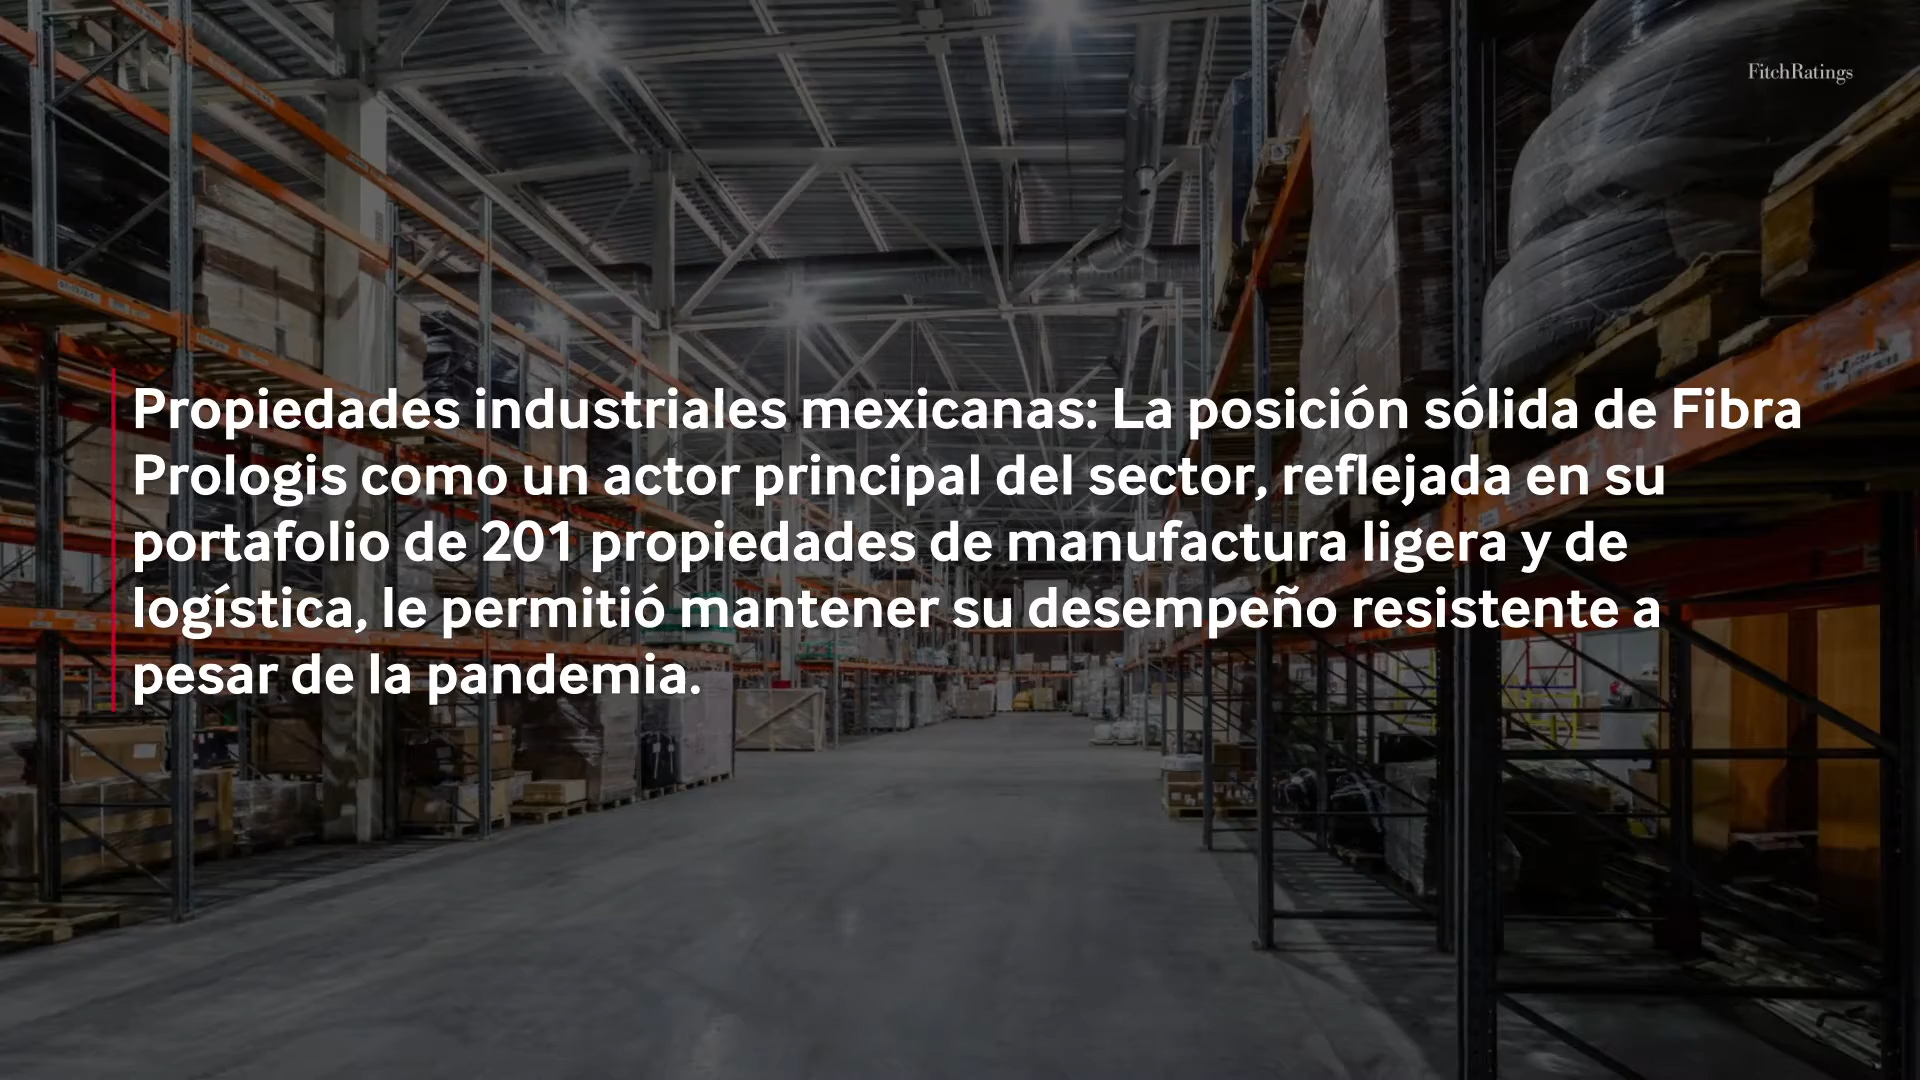 FitchRatings
Propiedades industriales mexicanas: La posición sólida de Fibra
Prologis como un actor principal del sector, reflejada en su
portafolio de 201 propiedades de manufactura ligera y de
logística, le permitió mantener su desempeño resistente a
pesar de la pandemia.